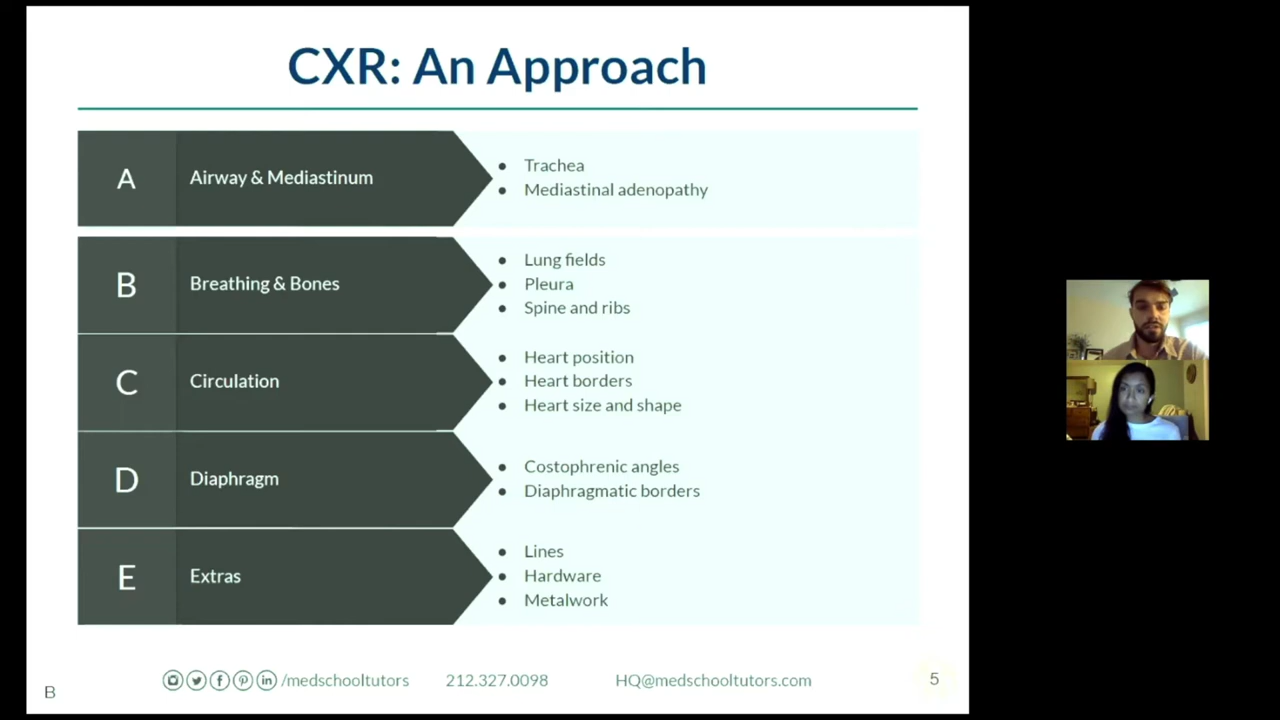 CXR: An Approach
A
Airway & Mediastinum
● Trachea
● Mediastinal adenopathy
B
Breathing & Bones
● Lung fields
● Pleura
● Spine and ribs
C
Circulation
● Heart position
● Heart borders
● Heart size and shape
D
Diaphragm
● Costophrenic angles
● Diaphragmatic borders
E
Extras
● Lines
● Hardware
● Metalwork
B
/medschooltutors 212.327.0098 HQ@medschooltutors.com 5